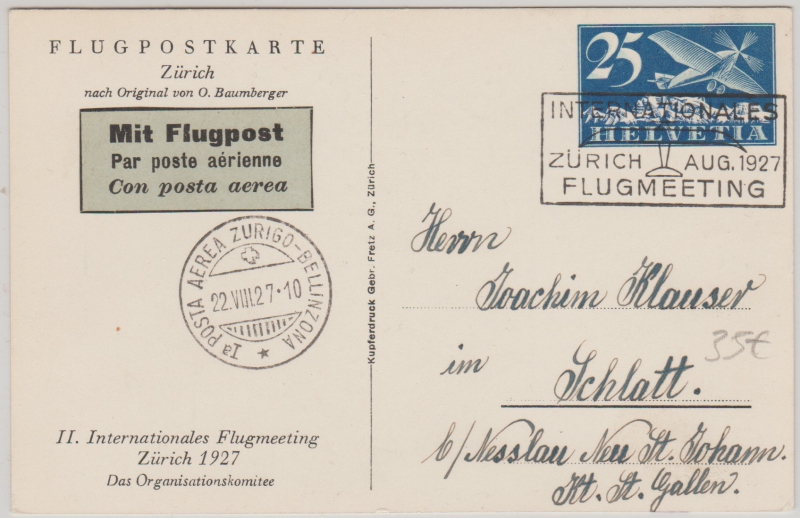 FLUGPOSTKARTE
Zürich
nach Original von O. Baumberger
Mit Flugpost
Par poste aérienne
Con posta aerea
Iª POSTA AEREA ZURIGO-BELLINZONA
22.VIII.27·10
II. Internationales Flugmeeting
Zürich 1927
Das Organisationskomitee
Kupferdruck Gebr. Fretz A. G., Zürich
25
HELVETIA
INTERNATIONALES
ZÜRICH AUG. 1927
FLUGMEETING
Herrn
Joachim Klauser
im
Schlatt.
b/ Nesslau Neu St. Johann.
Kt. St. Gallen.
35€